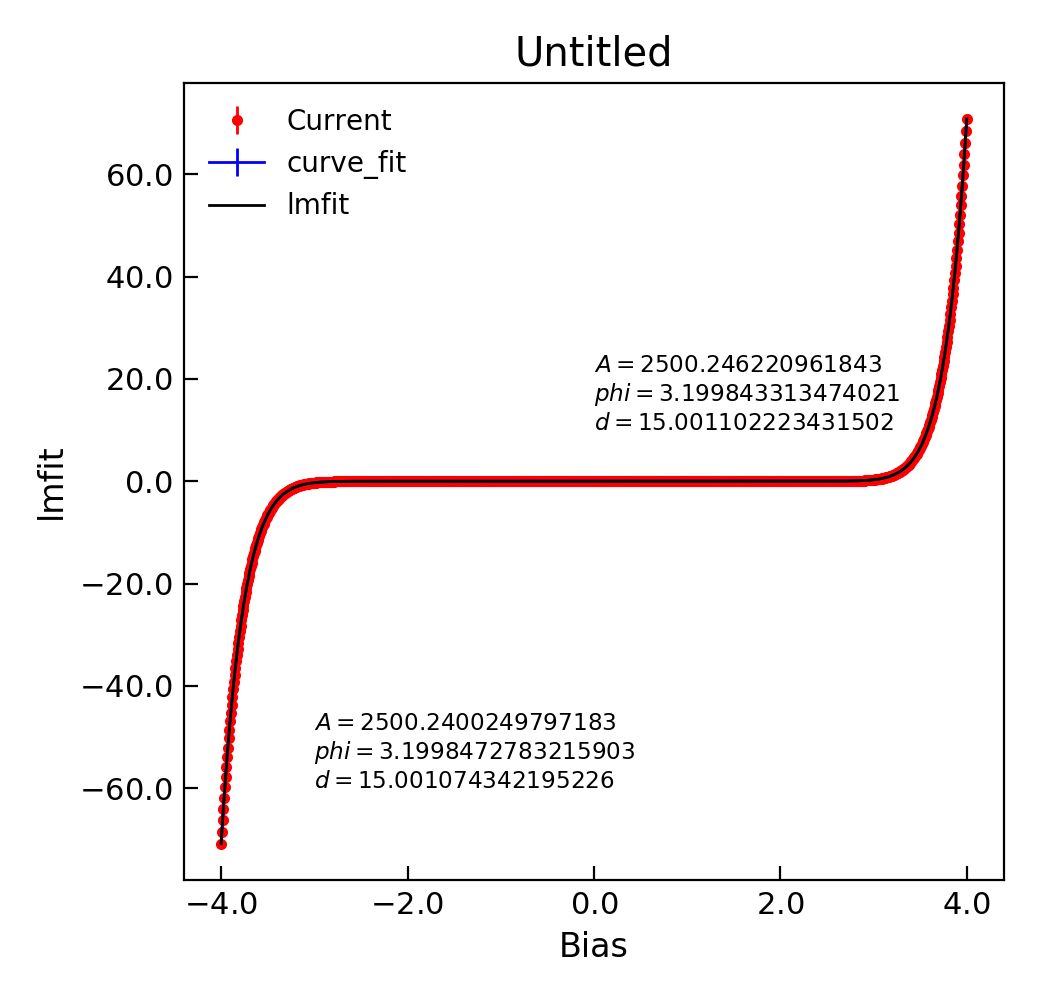 Untitled
Current
curve_fit
lmfit
60.0
40.0
20.0
0.0
−20.0
−40.0
−60.0
lmfit
A = 2500.246220961843
phi = 3.199843313474021
d = 15.001102223431502
A = 2500.2400249797183
phi = 3.1998472783215903
d = 15.001074342195226
−4.0 −2.0 0.0 2.0 4.0
Bias